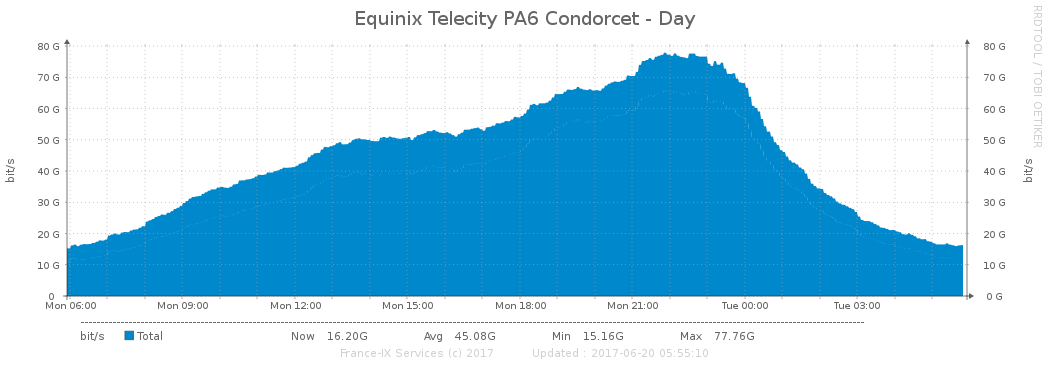 Equinix Telecity PA6 Condorcet - Day
RRDTOOL / TOBI OETIKER
bit/s
80 G
70 G
60 G
50 G
40 G
30 G
20 G
10 G
0
80 G
70 G
60 G
50 G
40 G
30 G
20 G
10 G
0 G
bit/s
Mon 06:00 Mon 09:00 Mon 12:00 Mon 15:00 Mon 18:00 Mon 21:00 Tue 00:00 Tue 03:00
bit/s Total Now 16.20G Avg 45.08G Min 15.16G Max 77.76G
France-IX Services (c) 2017 Updated : 2017-06-20 05:55:10